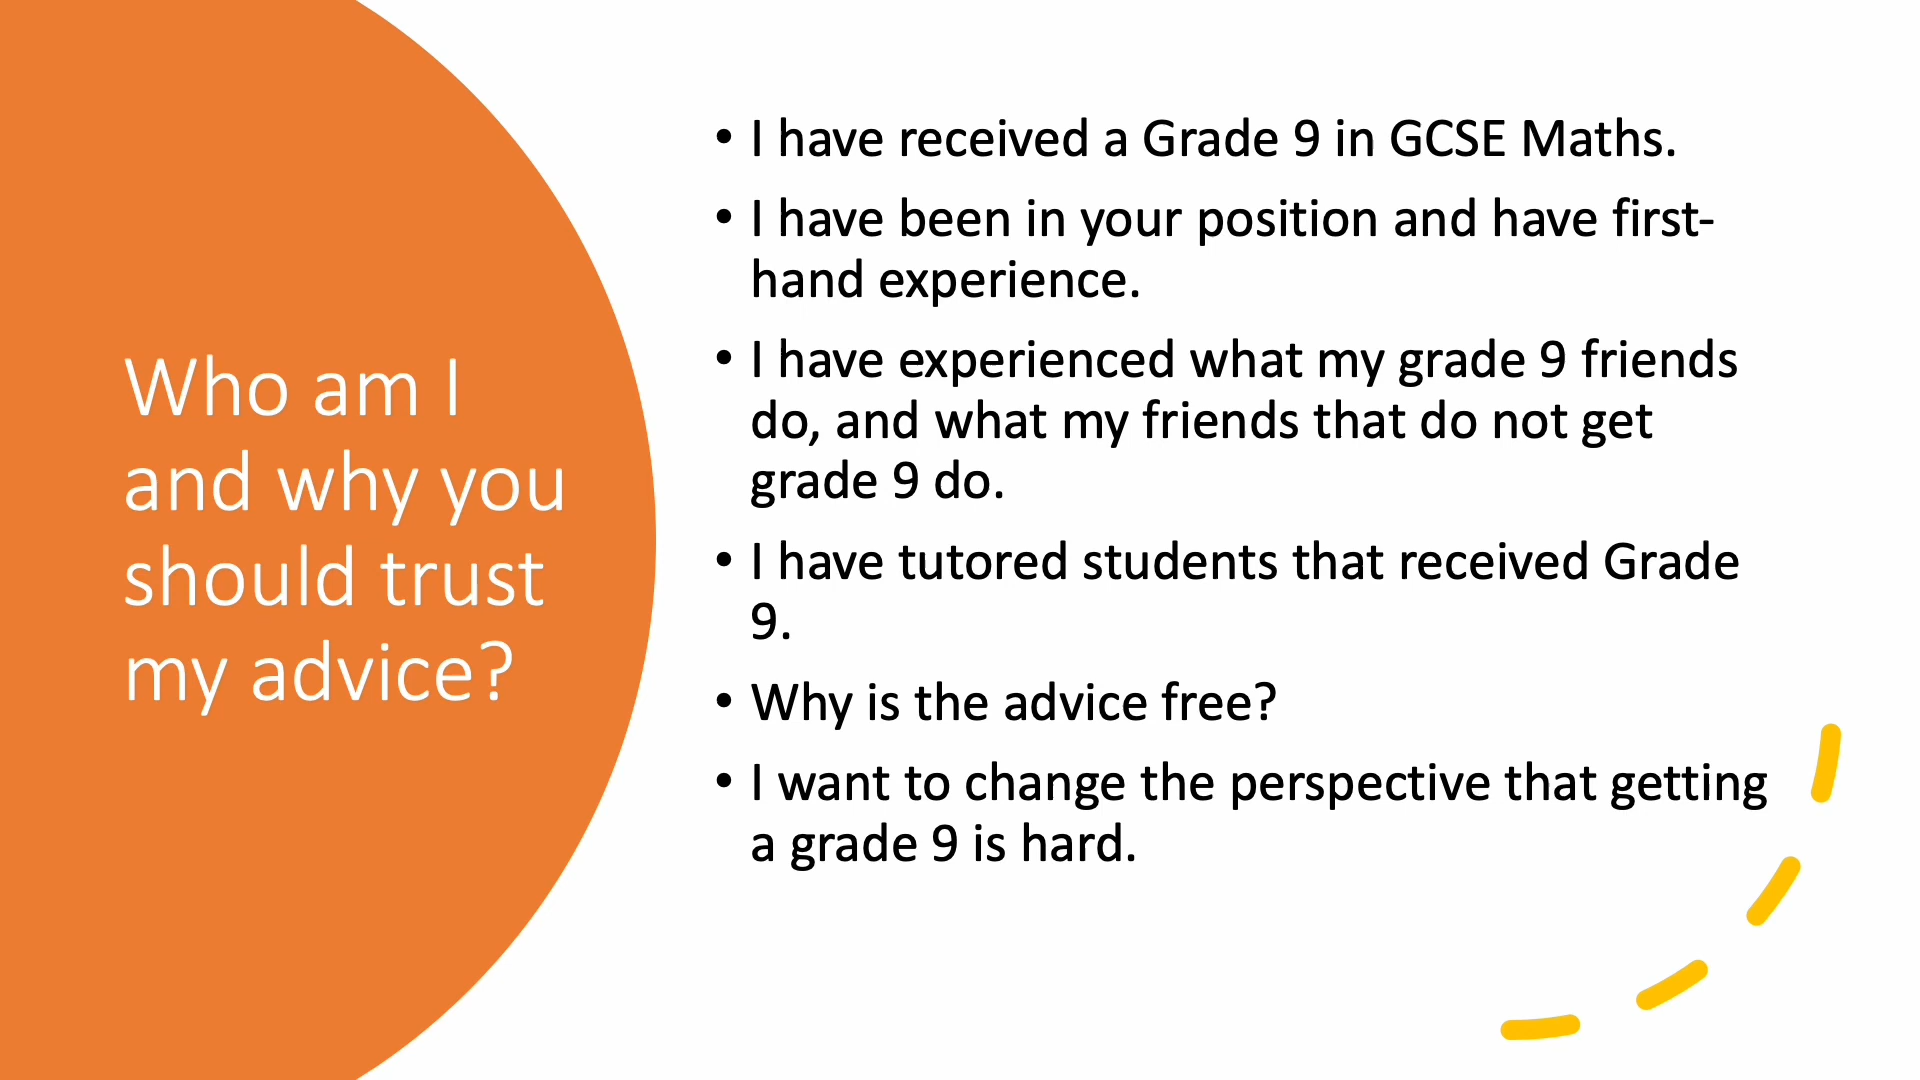 Who am I
and why you
should trust
my advice?
• I have received a Grade 9 in GCSE Maths.
• I have been in your position and have first-
hand experience.
• I have experienced what my grade 9 friends
do, and what my friends that do not get
grade 9 do.
• I have tutored students that received Grade
9.
• Why is the advice free?
• I want to change the perspective that getting
a grade 9 is hard.